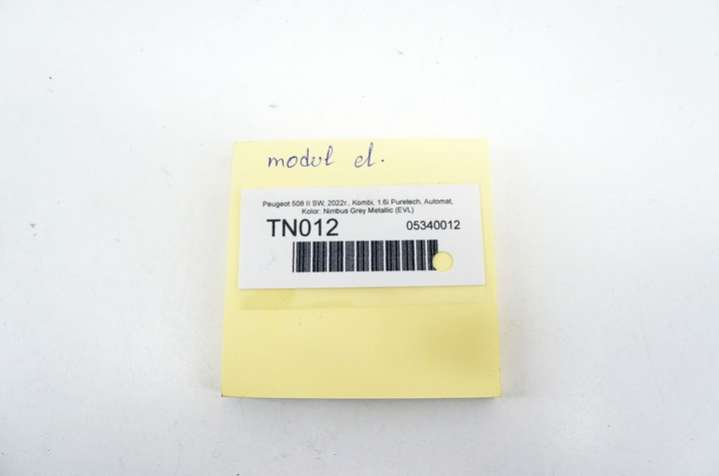 modul el.
Peugeot 508 II SW, 2022r., Kombi, 1.6i Puretech, Automat,
Kolor: Nimbus Grey Metallic (EVL)
TN012 05340012